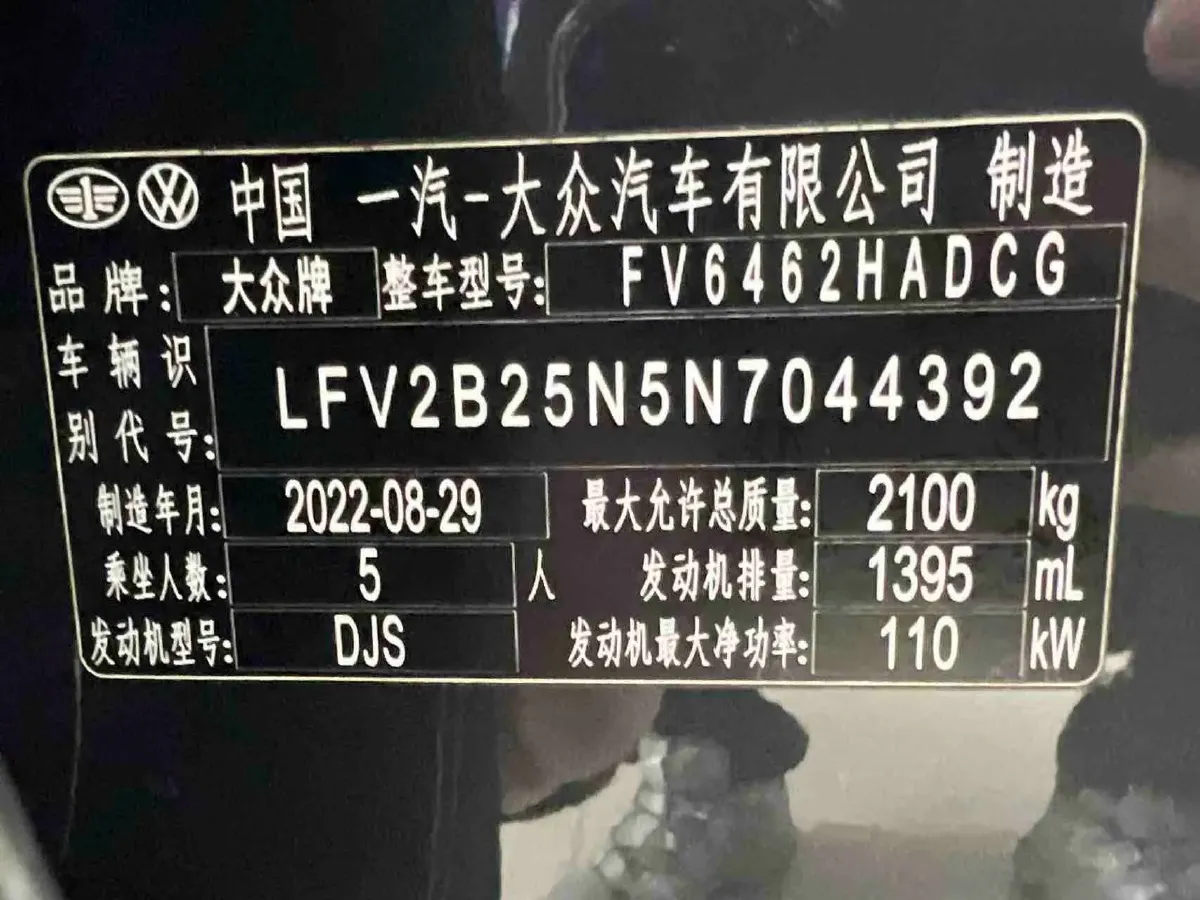 中国 一汽-大众汽车有限公司 制造
品牌: 大众牌 整车型号: FV6462HADCG
车辆识别代号: LFV2B25N5N7044392
制造年月: 2022-08-29 最大允许总质量: 2100 kg
乘坐人数: 5 人 发动机排量: 1395 mL
发动机型号: DJS 发动机最大净功率: 110 kW